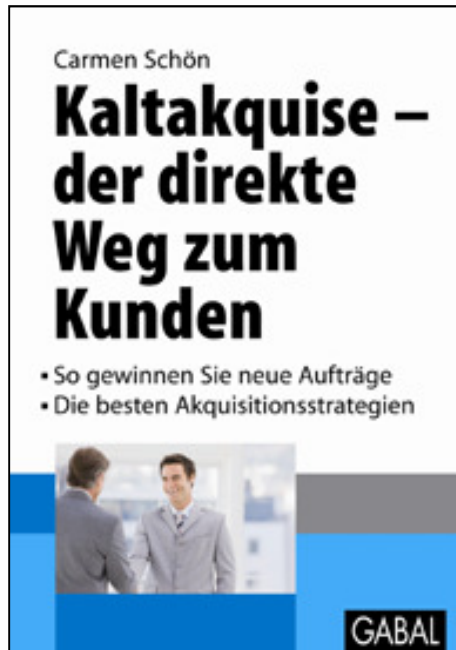 Carmen Schön
Kaltakquise –
der direkte
Weg zum
Kunden
▪ So gewinnen Sie neue Aufträge
▪ Die besten Akquisitionsstrategien
GABAL